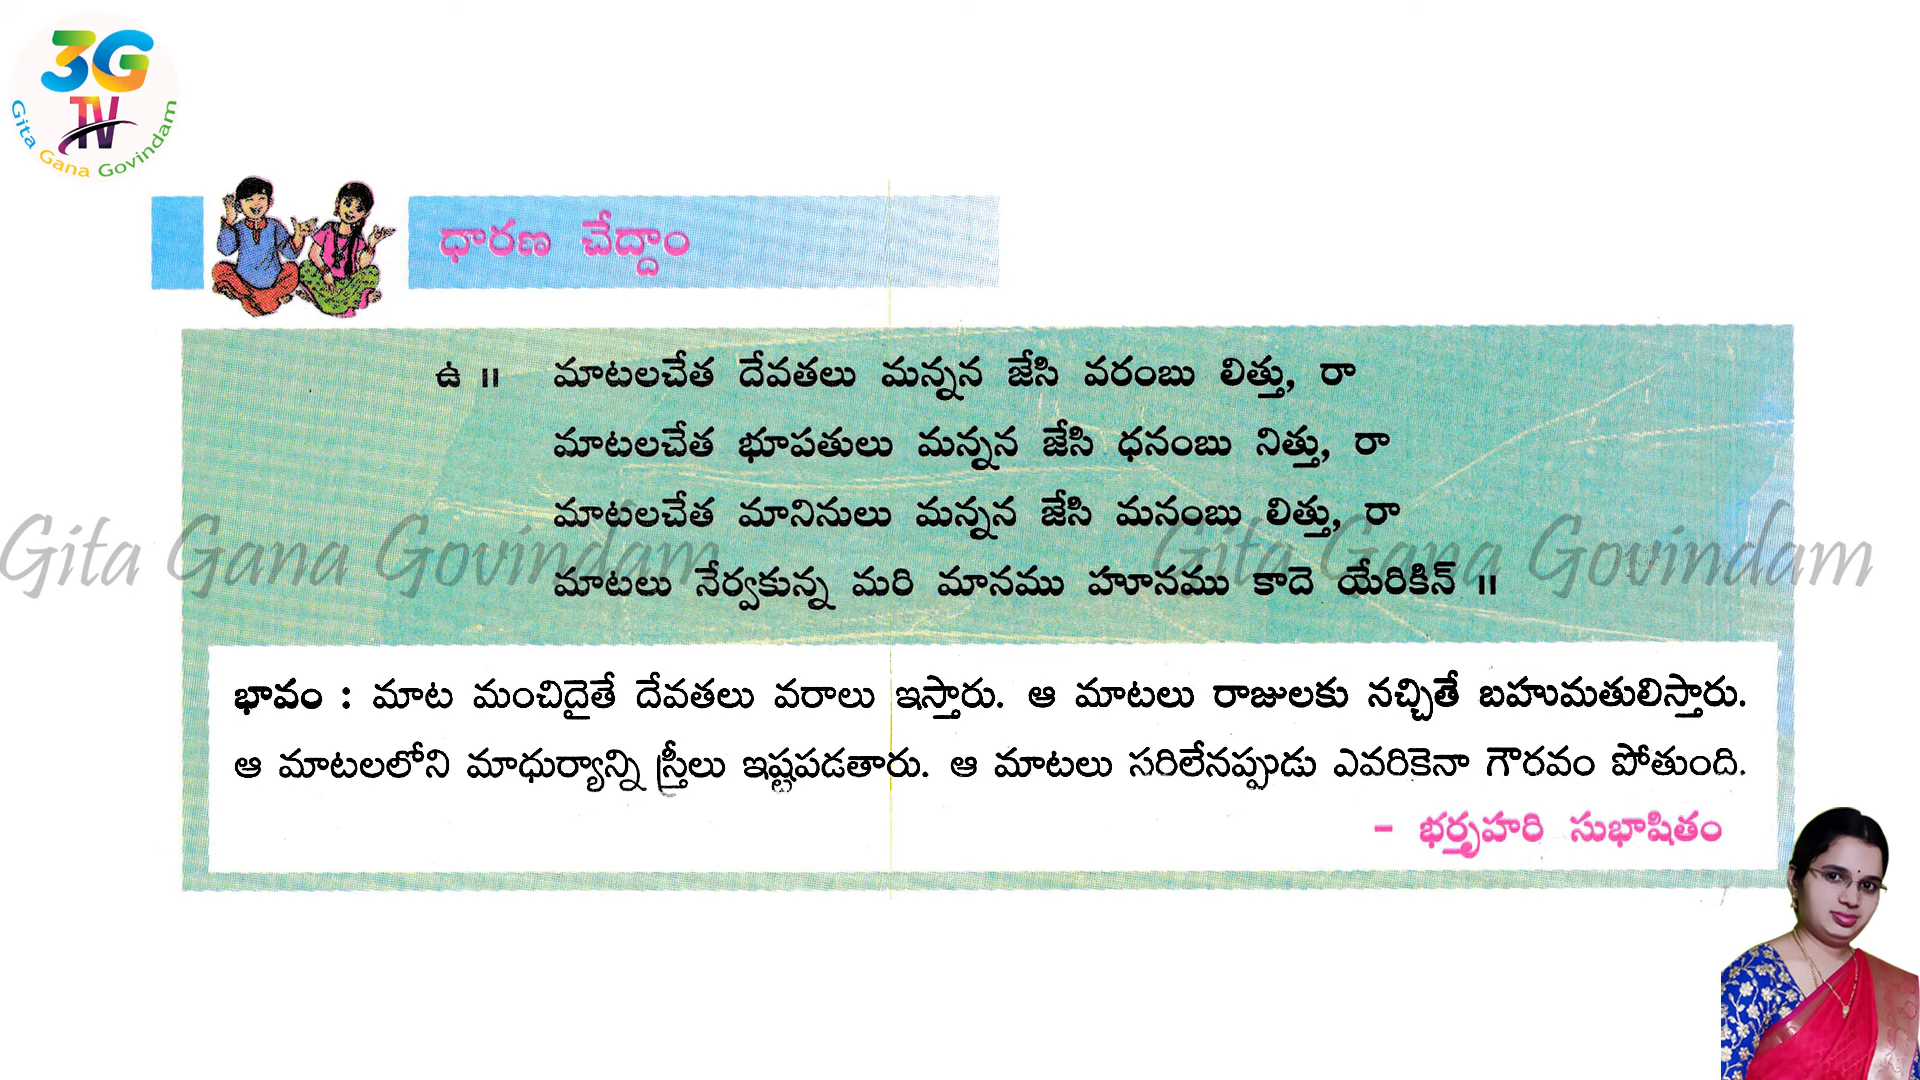 3G
TV
Gita Gana Govindam
ధారణ చేద్దాం
ఉ ॥ మాటలచేత దేవతలు మన్నన జేసి వరంబు లిత్తు, రా
మాటలచేత భూపతులు మన్నన జేసి ధనంబు నిత్తు, రా
మాటలచేత మానినులు మన్నన జేసి మనంబు లిత్తు, రా
Gita Gana Govindam Gita Gana Govindam
మాటలు నేర్వకున్న మరి మానము హూనము కాదె యేరికిన్ ॥
భావం : మాట మంచిదైతే దేవతలు వరాలు ఇస్తారు. ఆ మాటలు రాజులకు నచ్చితే బహుమతులిస్తారు.
ఆ మాటలలోని మాధుర్యాన్ని స్త్రీలు ఇష్టపడతారు. ఆ మాటలు సరిలేనప్పుడు ఎవరికెనా గౌరవం పోతుంది.
- భర్తృహరి సుభాషితం